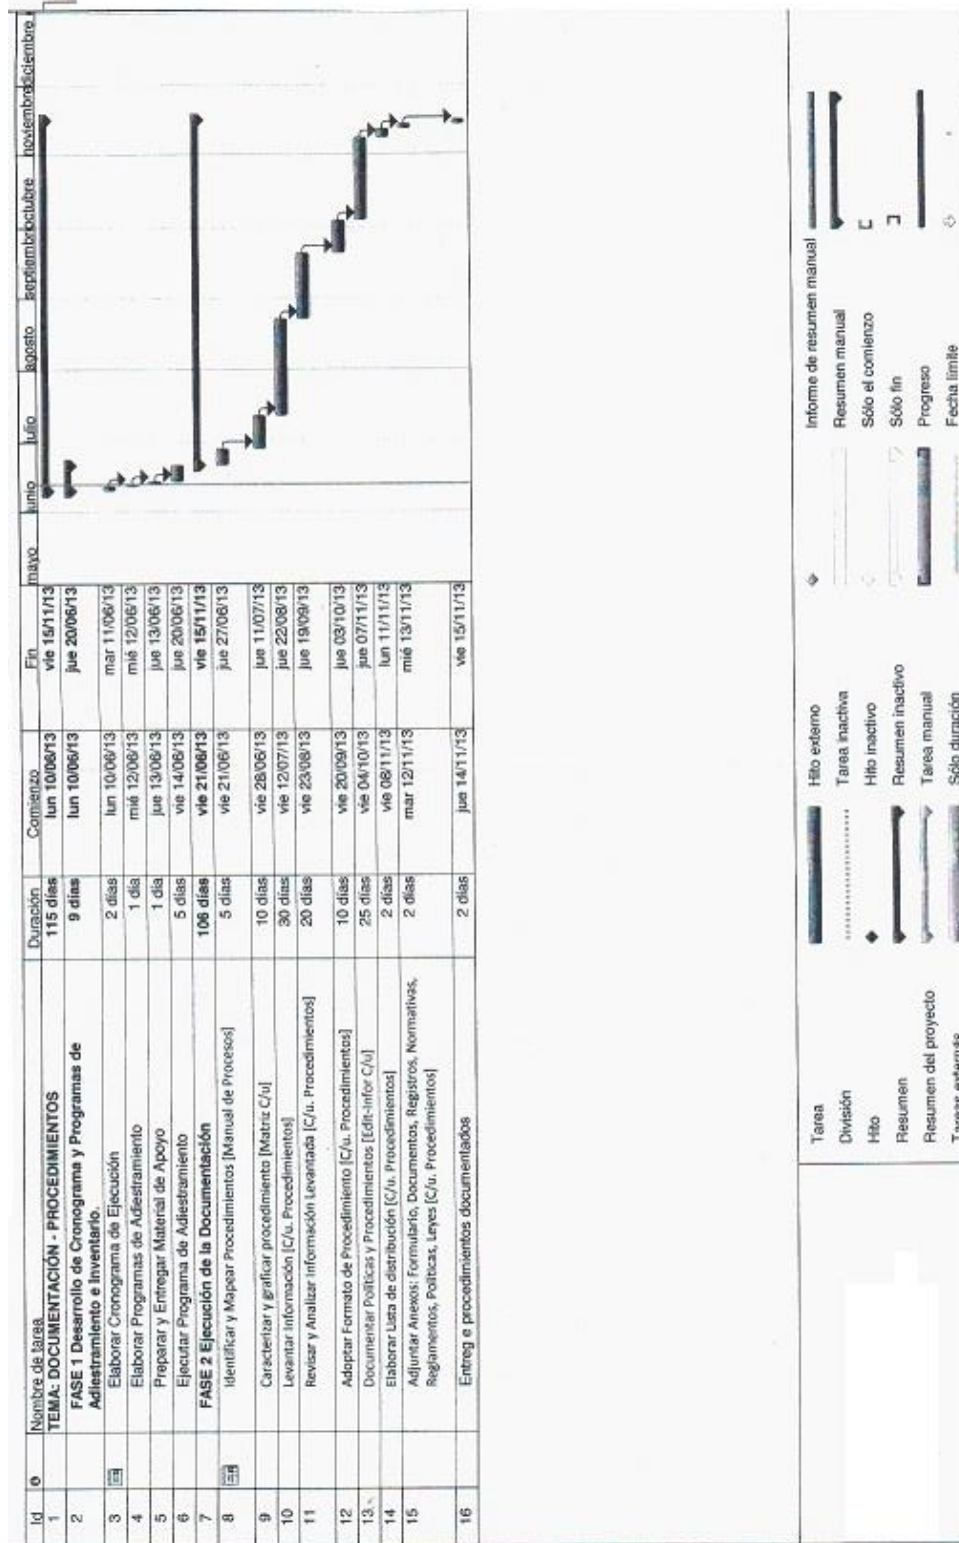 Id Nombre de tarea Duración Comienzo Fin mayo junio julio agosto septiembre octubre noviembre diciembre
1 TEMA: DOCUMENTACIÓN - PROCEDIMIENTOS 115 días lun 10/06/13 vie 15/11/13
2 FASE 1 Desarrollo de Cronograma y Programas de 9 días lun 10/06/13 jue 20/06/13
Adiestramiento e Inventario.
3 Elaborar Cronograma de Ejecución 2 días lun 10/06/13 mar 11/06/13
4 Elaborar Programas de Adiestramiento 1 día mié 12/06/13 mié 12/06/13
5 Preparar y Entregar Material de Apoyo 1 día jue 13/06/13 jue 13/06/13
6 Ejecutar Programa de Adiestramiento 5 días vie 14/06/13 jue 20/06/13
7 FASE 2 Ejecución de la Documentación 106 días vie 21/06/13 vie 15/11/13
8 Identificar y Mapear Procedimientos [Manual de Procesos] 5 días vie 21/06/13 jue 27/06/13
9 Caracterizar y graficar procedimiento [Matriz C/u] 10 días vie 28/06/13 jue 11/07/13
10 Levantar Información [C/u. Procedimientos] 30 días vie 12/07/13 jue 22/08/13
11 Revisar y Analizar Información Levantada [C/u. Procedimientos] 20 días vie 23/08/13 jue 19/09/13
12 Adoptar Formato de Procedimiento [C/u. Procedimientos] 10 días vie 20/09/13 jue 03/10/13
13 Documentar Políticas y Procedimientos [Edit-Infor C/u] 25 días vie 04/10/13 jue 07/11/13
14 Elaborar Lista de distribución [C/u. Procedimientos] 2 días vie 08/11/13 lun 11/11/13
15 Adjuntar Anexos: Formulario, Documentos, Registros, Normativas, 2 días mar 12/11/13 mié 13/11/13
Reglamentos, Políticas, Leyes [C/u. Procedimientos]
16 Entreg e procedimientos documentados 2 días jue 14/11/13 vie 15/11/13
Tarea Hito externo Informe de resumen manual
División Tarea inactiva Resumen manual
Hito Hito inactivo Sólo el comienzo
Resumen Resumen inactivo Sólo fin
Resumen del proyecto Tarea manual Progreso
Tareas externas Sólo duración Fecha límite